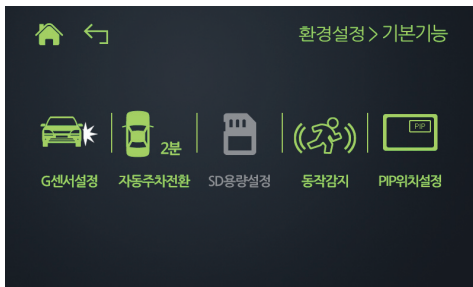 환경설정 > 기본기능
2분
PIP
G센서설정
자동주차전환
SD용량설정
동작감지
PIP위치설정